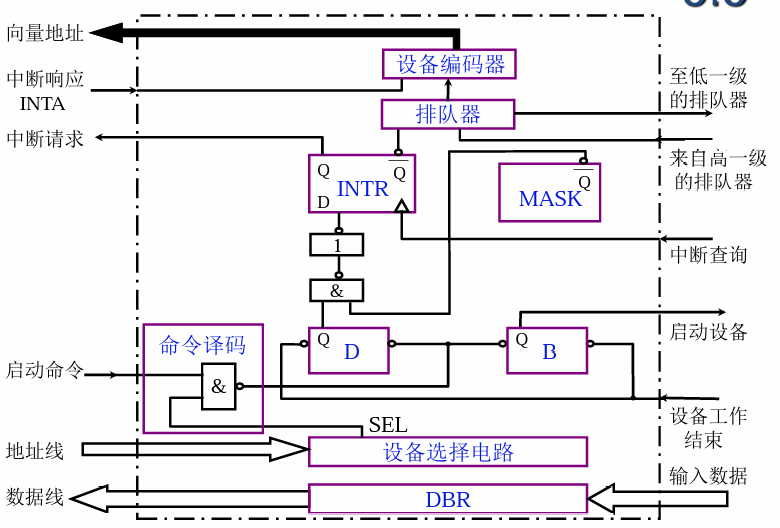 向量地址
设备编码器
中断响应
INTA
至低一级
的排队器
排队器
中断请求
来自高一级
的排队器
Q
Q
INTR
D
Q
MASK
1
中断查询
&
启动设备
Q
D
Q
B
命令译码
启动命令
&
设备工作
结束
SEL
地址线
设备选择电路
输入数据
数据线
DBR